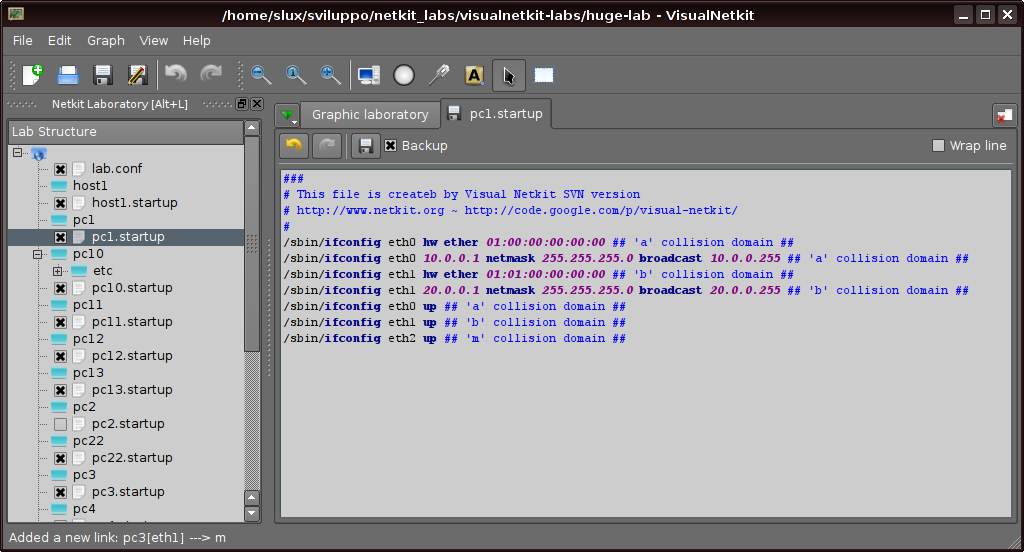 /home/slux/sviluppo/netkit_labs/visualnetkit-labs/huge-lab - VisualNetkit
File Edit Graph View Help
Netkit Laboratory [Alt+L]
Lab Structure
lab.conf
host1
host1.startup
pc1
pc1.startup
pc10
etc
pc10.startup
pc11
pc11.startup
pc12
pc12.startup
pc13
pc13.startup
pc2
pc2.startup
pc22
pc22.startup
pc3
pc3.startup
pc4
Graphic laboratory pc1.startup
Backup Wrap line
###
# This file is createb by Visual Netkit SVN version
# http://www.netkit.org ~ http://code.google.com/p/visual-netkit/
#
/sbin/ifconfig eth0 hw ether 01:00:00:00:00:00 ## 'a' collision domain ##
/sbin/ifconfig eth0 10.0.0.1 netmask 255.255.255.0 broadcast 10.0.0.255 ## 'a' collision domain ##
/sbin/ifconfig eth1 hw ether 01:01:00:00:00:00 ## 'b' collision domain ##
/sbin/ifconfig eth1 20.0.0.1 netmask 255.255.255.0 broadcast 20.0.0.255 ## 'b' collision domain ##
/sbin/ifconfig eth0 up ## 'a' collision domain ##
/sbin/ifconfig eth1 up ## 'b' collision domain ##
/sbin/ifconfig eth2 up ## 'm' collision domain ##
Added a new link: pc3[eth1] ---> m